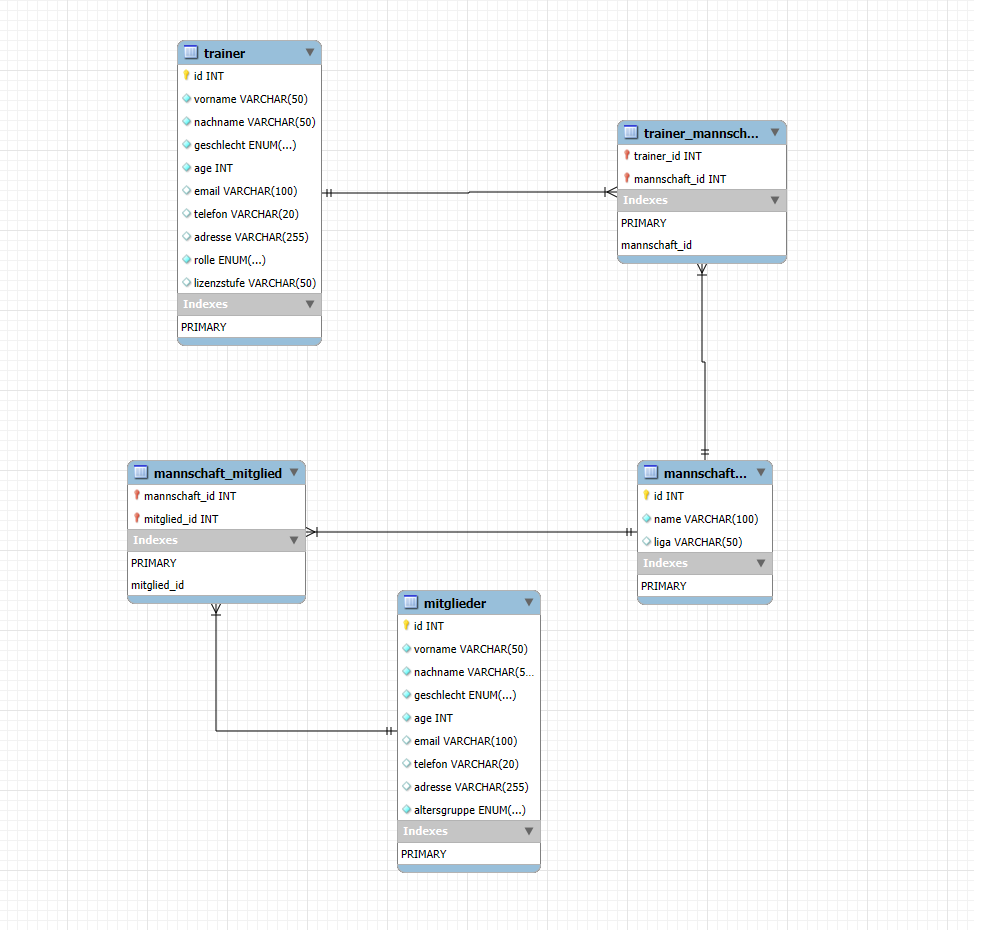 trainer
id INT
vorname VARCHAR(50)
nachname VARCHAR(50)
geschlecht ENUM(...)
age INT
email VARCHAR(100)
telefon VARCHAR(20)
adresse VARCHAR(255)
rolle ENUM(...)
lizenzstufe VARCHAR(50)
Indexes
PRIMARY
trainer_mannsch...
trainer_id INT
mannschaft_id INT
Indexes
PRIMARY
mannschaft_id
mannschaft_mitglied
mannschaft_id INT
mitglied_id INT
Indexes
PRIMARY
mitglied_id
mannschaft...
id INT
name VARCHAR(100)
liga VARCHAR(50)
Indexes
PRIMARY
mitglieder
id INT
vorname VARCHAR(50)
nachname VARCHAR(5...
geschlecht ENUM(...)
age INT
email VARCHAR(100)
telefon VARCHAR(20)
adresse VARCHAR(255)
altersgruppe ENUM(...)
Indexes
PRIMARY